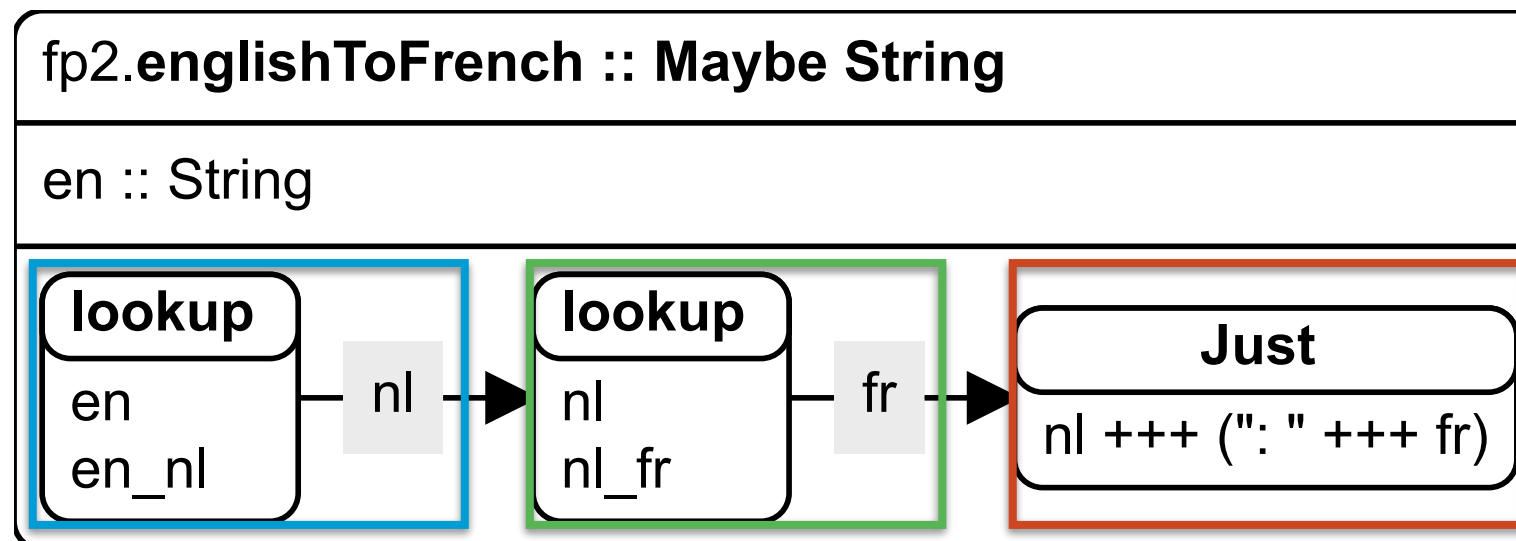 fp2.englishToFrench :: Maybe String
en :: String
lookup
en
en_nl
nl
lookup
nl
nl_fr
fr
Just
nl +++ (": " +++ fr)